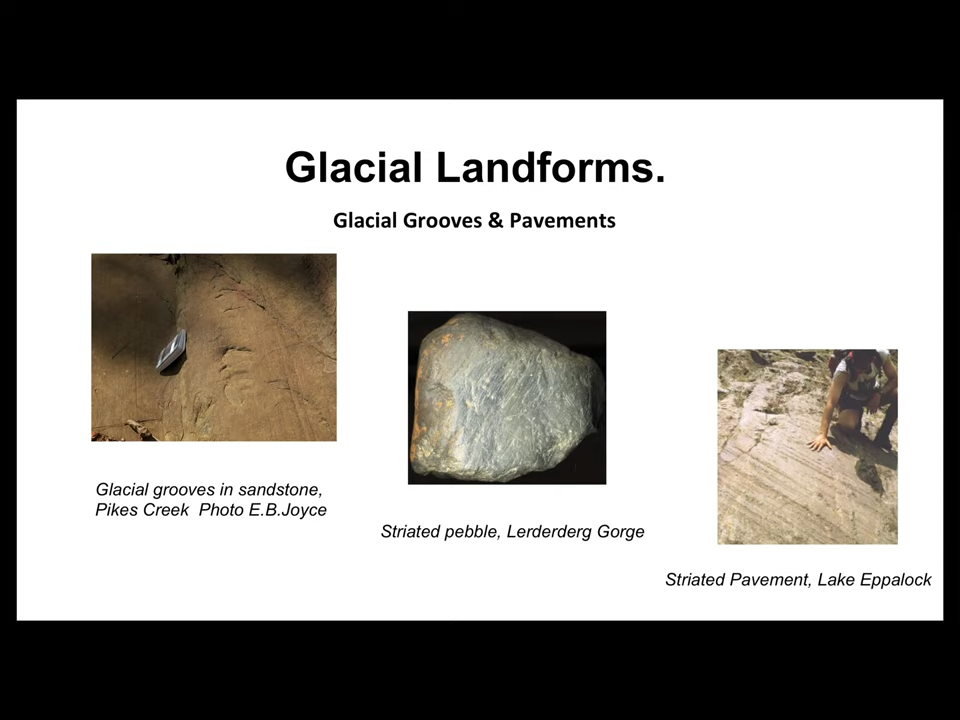 Glacial Landforms.
Glacial Grooves & Pavements
Glacial grooves in sandstone,
Pikes Creek  Photo E.B.Joyce
Striated pebble, Lerderderg Gorge
Striated Pavement, Lake Eppalock